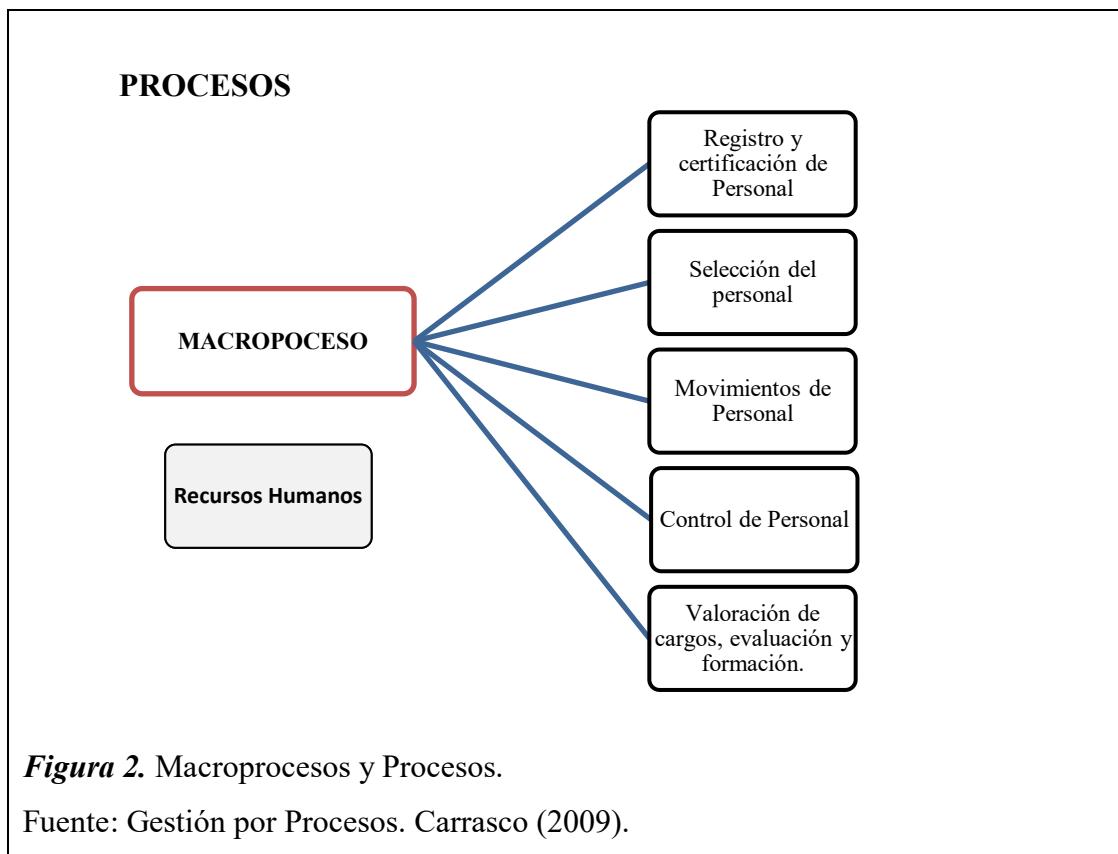 PROCESOS
Registro y
certificación de
Personal
Selección del
personal
MACROPOCESO
Movimientos de
Personal
Recursos Humanos
Control de Personal
Valoración de
cargos, evaluación y
formación.
Figura 2. Macroprocesos y Procesos.
Fuente: Gestión por Procesos. Carrasco (2009).